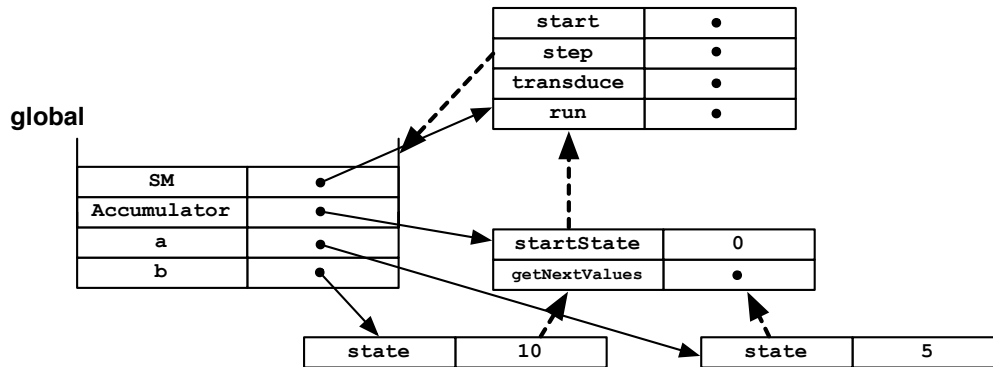 start
step
transduce
run
global
SM
Accumulator
a
b
startState 0
getNextValues
state 10
state 5